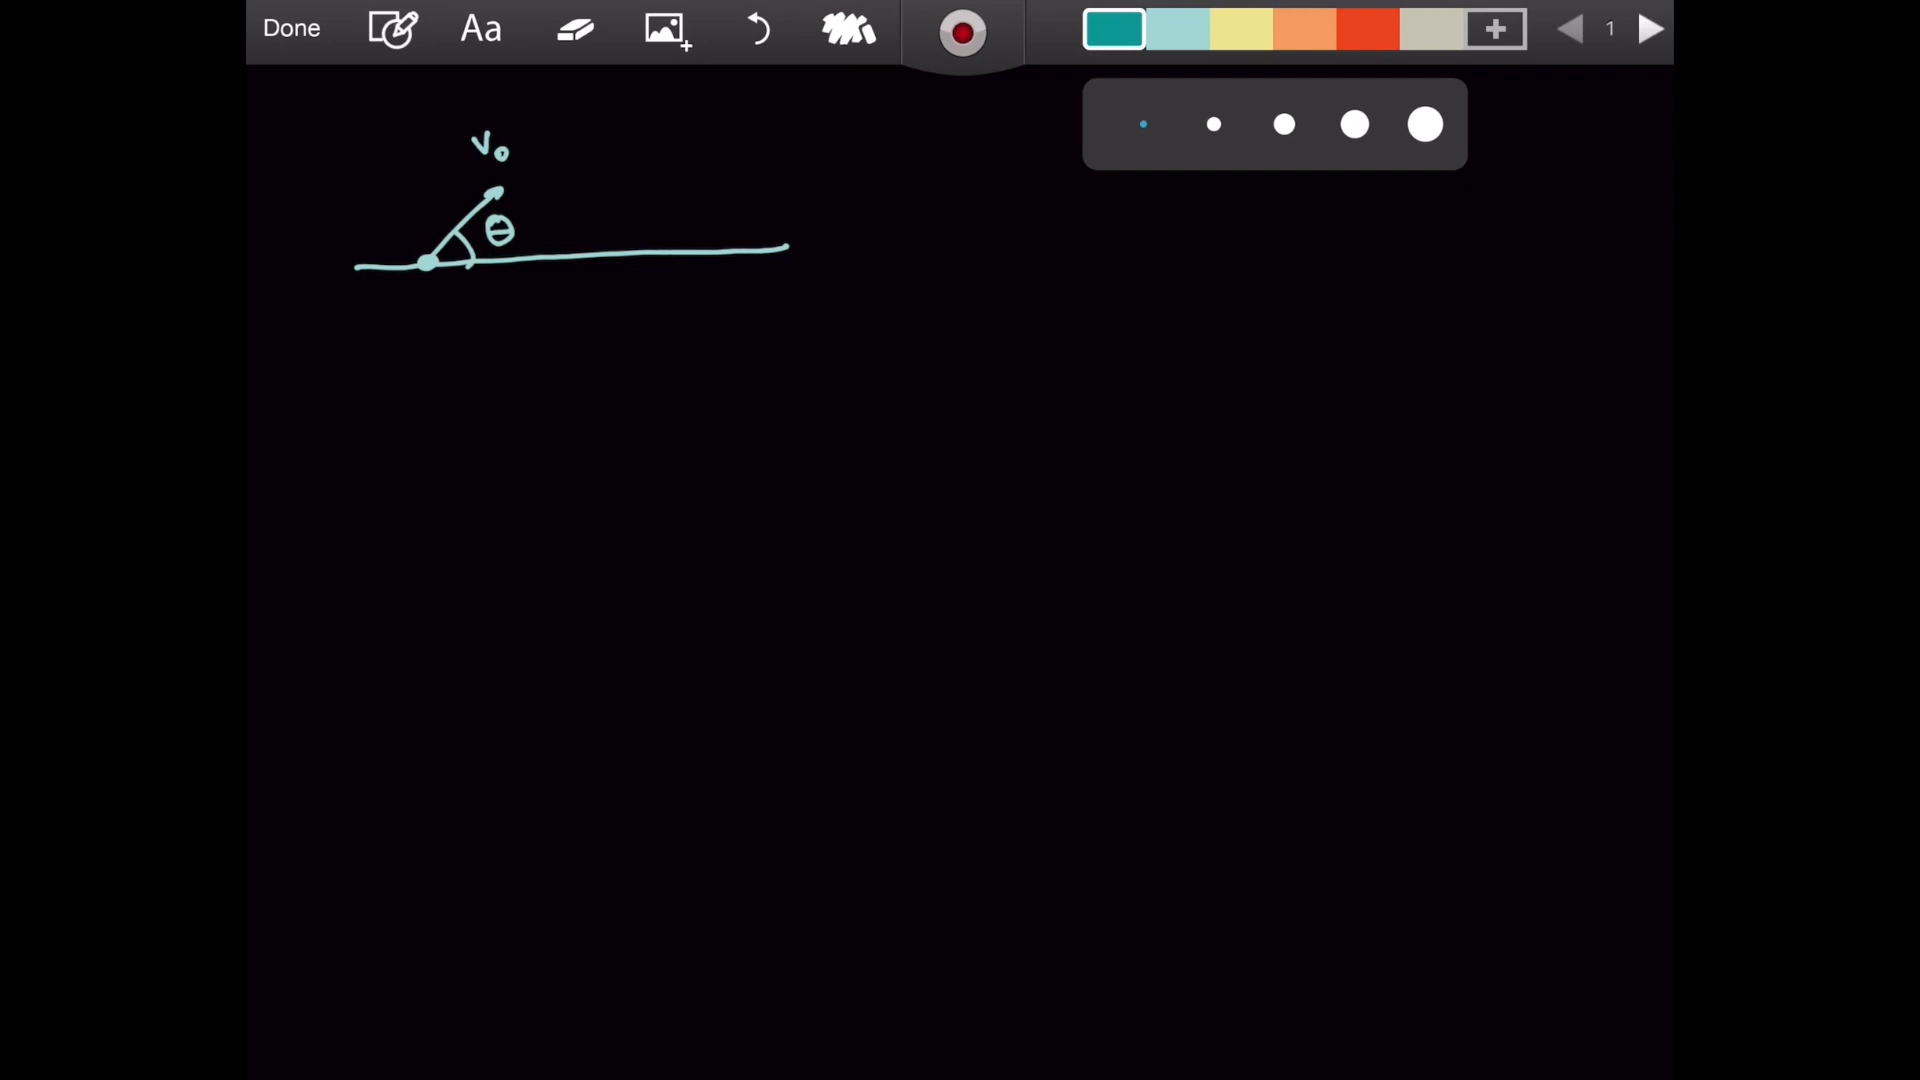 Done Aa 1
v₀
θ